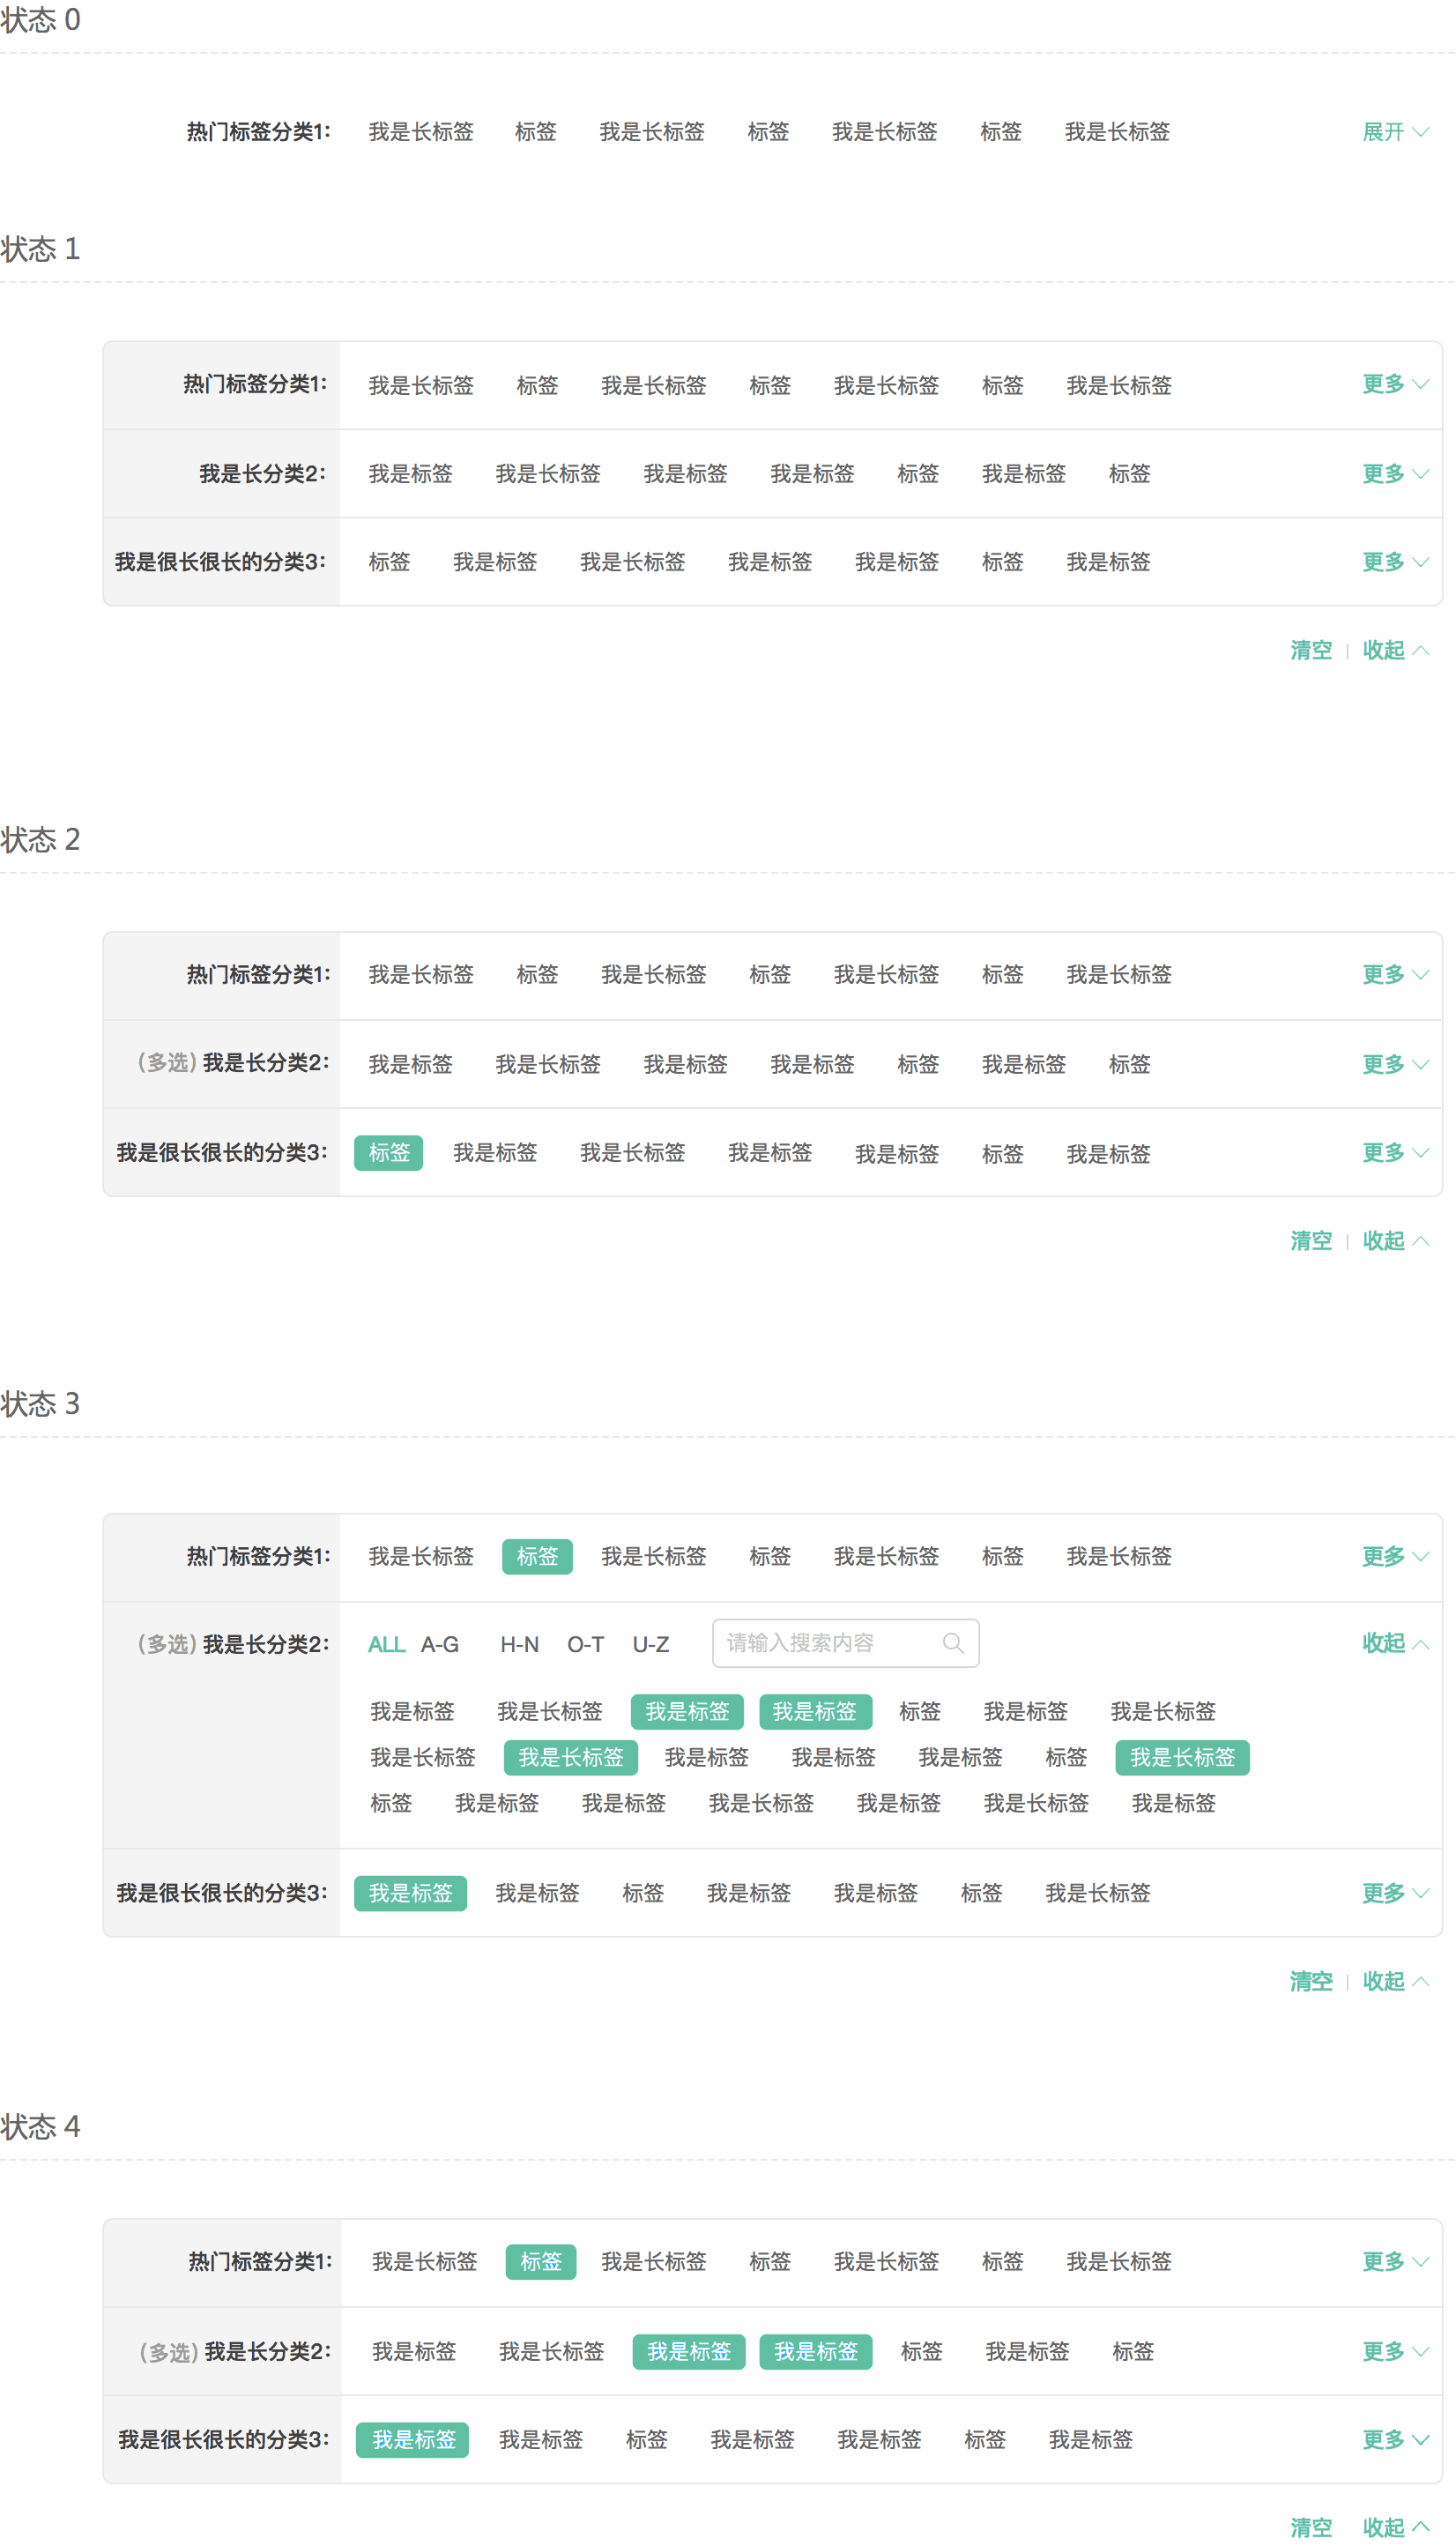 状态 0
热门标签分类1: 我是长标签 标签 我是长标签 标签 我是长标签 标签 我是长标签 展开
状态 1
热门标签分类1: 我是长标签 标签 我是长标签 标签 我是长标签 标签 我是长标签 更多
我是长分类2: 我是标签 我是长标签 我是标签 我是标签 标签 我是标签 标签 更多
我是很长很长的分类3: 标签 我是标签 我是长标签 我是标签 我是标签 标签 我是标签 更多
清空 | 收起
状态 2
热门标签分类1: 我是长标签 标签 我是长标签 标签 我是长标签 标签 我是长标签 更多
(多选) 我是长分类2: 我是标签 我是长标签 我是标签 我是标签 标签 我是标签 标签 更多
我是很长很长的分类3: 标签 我是标签 我是长标签 我是标签 我是标签 标签 我是标签 更多
清空 | 收起
状态 3
热门标签分类1: 我是长标签 标签 我是长标签 标签 我是长标签 标签 我是长标签 更多
(多选) 我是长分类2: ALL A-G H-N O-T U-Z 请输入搜索内容 收起
我是标签 我是长标签 我是标签 我是标签 标签 我是标签 我是长标签
我是长标签 我是长标签 我是标签 我是标签 我是标签 标签 我是长标签
标签 我是标签 我是标签 我是长标签 我是标签 我是长标签 我是标签
我是很长很长的分类3: 我是标签 我是标签 标签 我是标签 我是标签 标签 我是长标签 更多
清空 | 收起
状态 4
热门标签分类1: 我是长标签 标签 我是长标签 标签 我是长标签 标签 我是长标签 更多
(多选) 我是长分类2: 我是标签 我是长标签 我是标签 我是标签 标签 我是标签 标签 更多
我是很长很长的分类3: 我是标签 我是标签 标签 我是标签 我是标签 标签 我是标签 更多
清空 收起